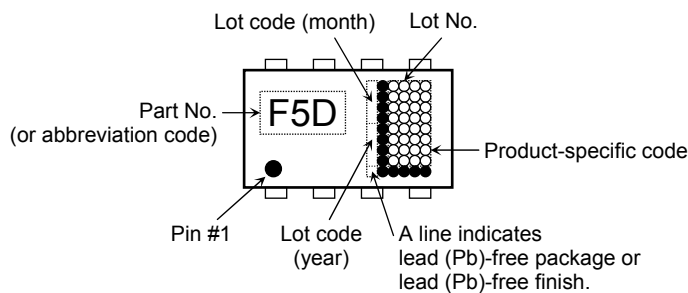 Lot code (month)
Lot No.
Part No.
(or abbreviation code)
F5D
Product-specific code
Pin #1
Lot code
(year)
A line indicates
lead (Pb)-free package or
lead (Pb)-free finish.